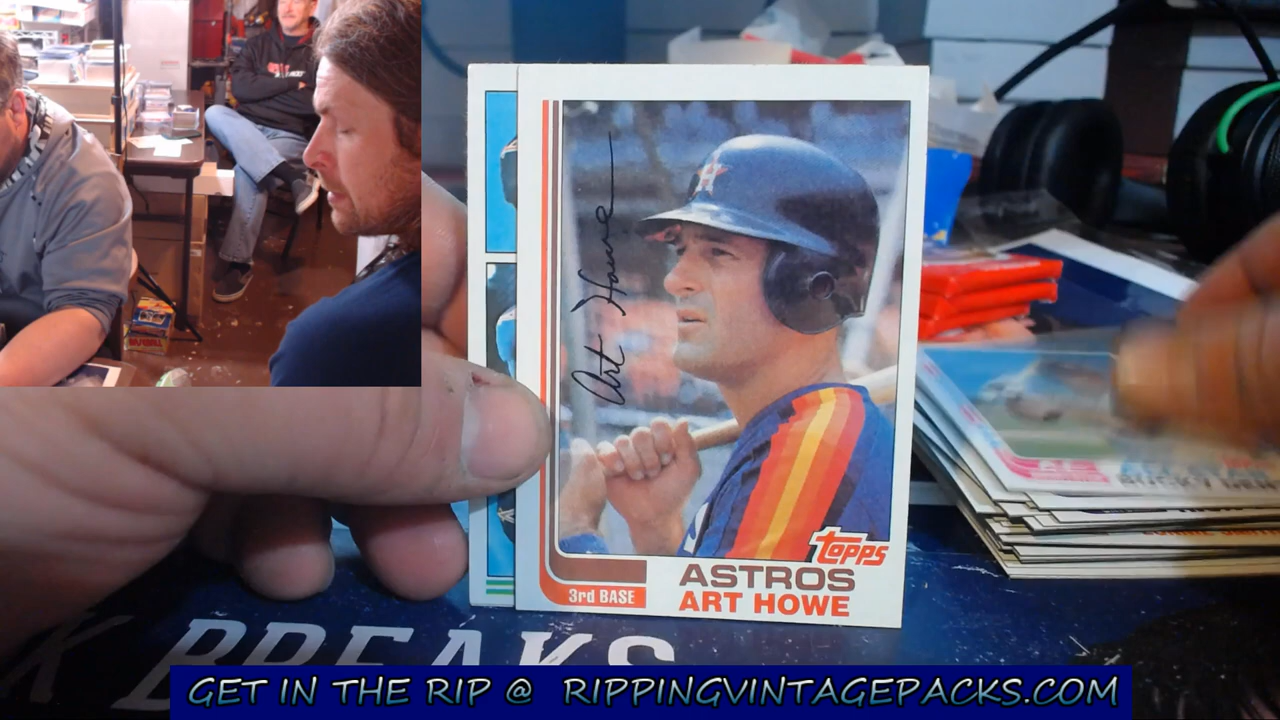 Art Howe
TOPPS
ASTROS
3rd BASE
ART HOWE
BREAKS
GET IN THE RIP @ RIPPINGVINTAGEPACKS.COM